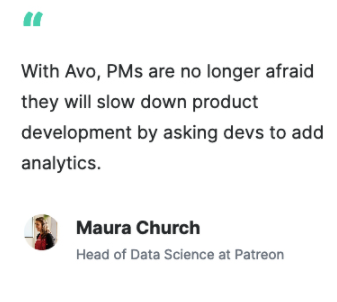 “
With Avo, PMs are no longer afraid
they will slow down product
development by asking devs to add
analytics.
Maura Church
Head of Data Science at Patreon